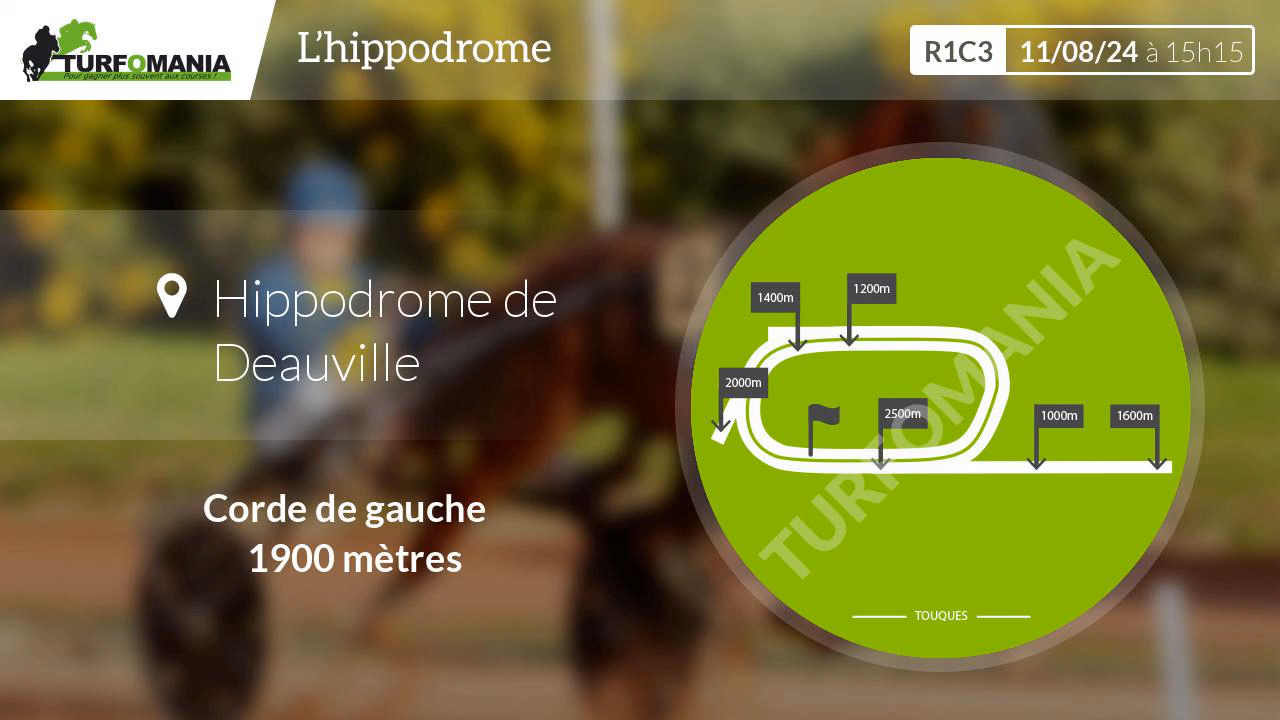 TURFOMANIA
Pour gagner plus souvent aux courses !
L'hippodrome
R1C3 11/08/24 à 15h15
Hippodrome de
Deauville
Corde de gauche
1900 mètres
1400m
1200m
2000m
2500m
1000m
1600m
TURFOMANIA
TOUQUES